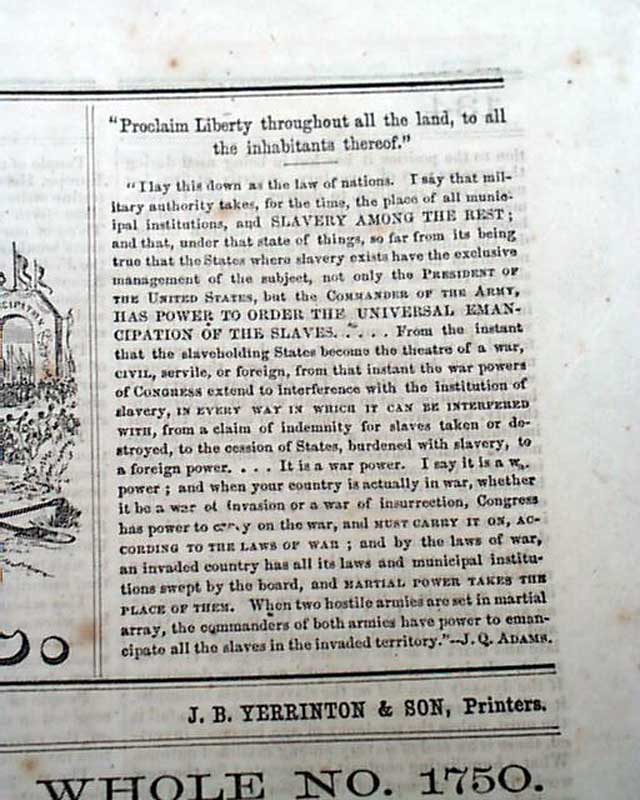 "Proclaim Liberty throughout all the land, to all
the inhabitants thereof."
"I lay this down as the law of nations. I say that mil-
itary authority takes, for the time, the place of all munic-
ipal institutions, and SLAVERY AMONG THE REST;
and that, under that state of things, so far from its being
true that the States where slavery exists have the exclusive
management of the subject, not only the PRESIDENT OF
THE UNITED STATES, but the COMMANDER OF THE ARMY,
HAS POWER TO ORDER THE UNIVERSAL EMAN-
CIPATION OF THE SLAVES. . . . . From the instant
that the slaveholding States become the theatre of a war,
CIVIL, servile, or foreign, from that instant the war powers
of CONGRESS extend to interference with the institution of
slavery, IN EVERY WAY IN WHICH IT CAN BE INTERFERED
WITH, from a claim of indemnity for slaves taken or de-
stroyed, to the cession of States, burdened with slavery, to
a foreign power. . . . It is a war power. I say it is a
power; and when your country is actually in war, whether
it be a war of invasion or a war of insurrection, Congress
has power to carry on the war, and MUST CARRY IT ON, AC-
CORDING TO THE LAWS OF WAR; and by the laws of war,
an invaded country has all its laws and municipal institu-
tions swept by the board, and MARTIAL POWER TAKES THE
PLACE OF THEM. When two hostile armies are set in martial
array, the commanders of both armies have power to eman-
cipate all the slaves in the invaded territory."—J. Q. ADAMS.
J. B. YERRINTON & SON, Printers.
WHOLE NO. 1750.